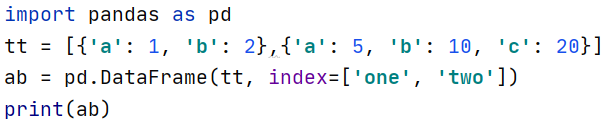 import pandas as pd
tt = [{'a': 1, 'b': 2},{'a': 5, 'b': 10, 'c': 20}]
ab = pd.DataFrame(tt, index=['one', 'two'])
print(ab)